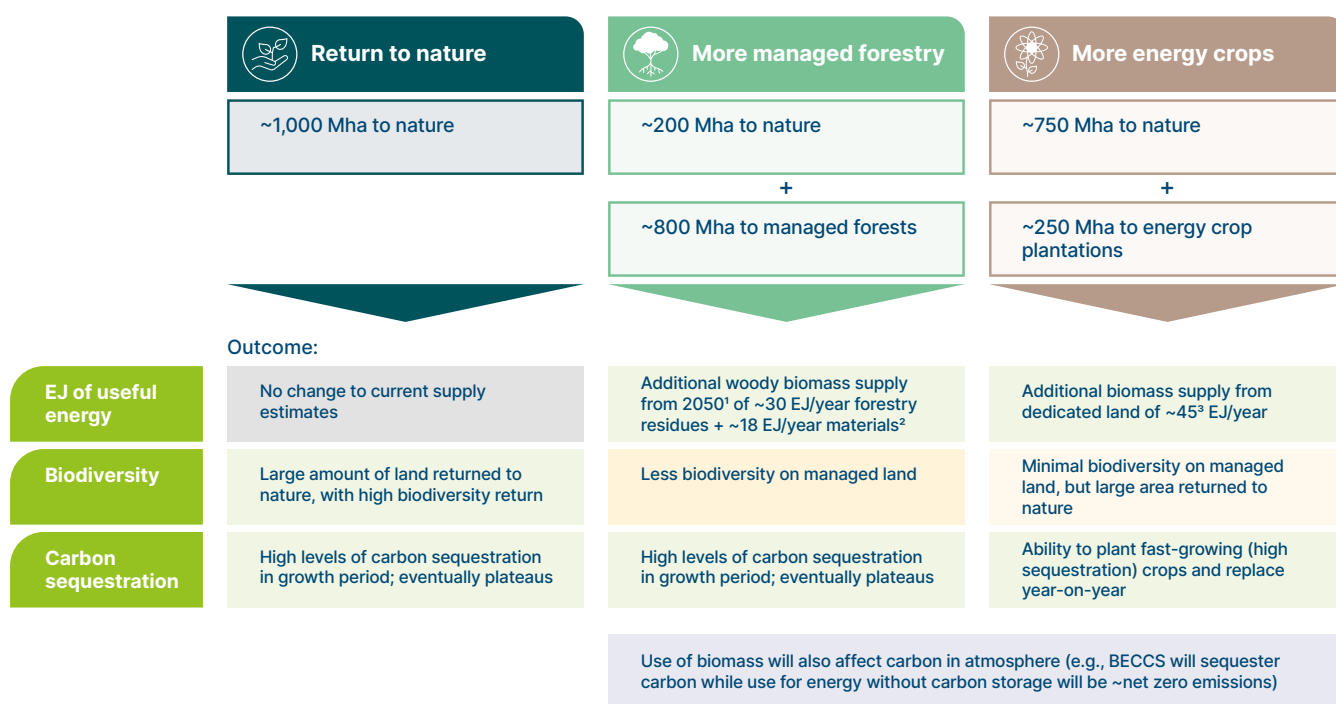 Return to nature
More managed forestry
More energy crops
~1,000 Mha to nature
~200 Mha to nature
~750 Mha to nature
+
+
~800 Mha to managed forests
~250 Mha to energy crop
plantations
Outcome:
EJ of useful
energy
No change to current supply
estimates
Additional woody biomass supply
from 2050¹ of ~30 EJ/year forestry
residues + ~18 EJ/year materials²
Additional biomass supply from
dedicated land of ~45³ EJ/year
Biodiversity
Large amount of land returned to
nature, with high biodiversity return
Less biodiversity on managed land
Minimal biodiversity on managed
land, but large area returned to
nature
Carbon
sequestration
High levels of carbon sequestration
in growth period; eventually plateaus
High levels of carbon sequestration
in growth period; eventually plateaus
Ability to plant fast-growing (high
sequestration) crops and replace
year-on-year
Use of biomass will also affect carbon in atmosphere (e.g., BECCS will sequester
carbon while use for energy without carbon storage will be ~net zero emissions)